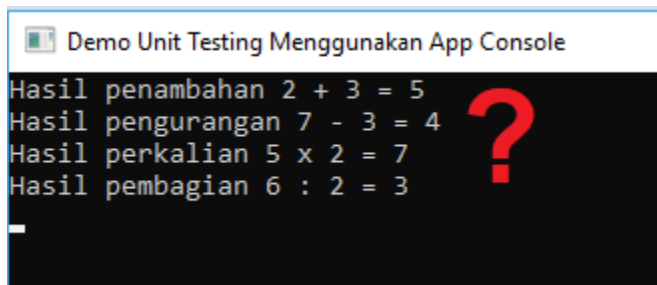 Demo Unit Testing Menggunakan App Console
Hasil penambahan 2 + 3 = 5
Hasil pengurangan 7 - 3 = 4
Hasil perkalian 5 x 2 = 7
Hasil pembagian 6 : 2 = 3
?